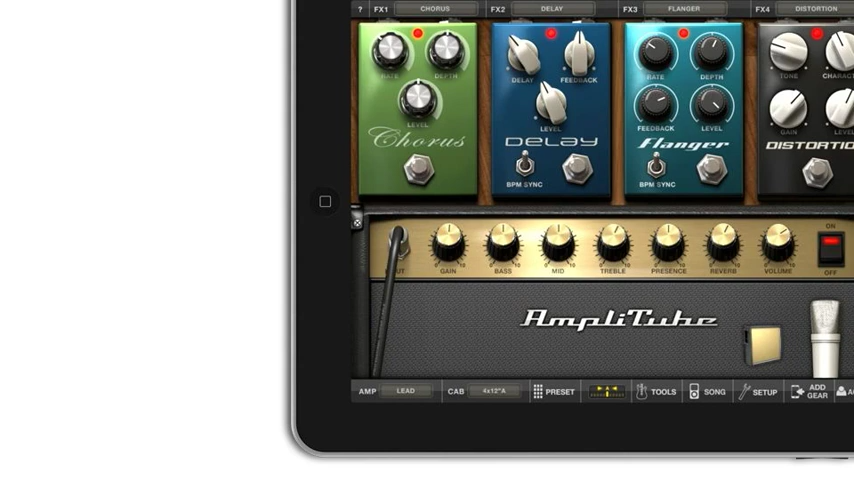 ? FX1 CHORUS FX2 DELAY FX3 FLANGER FX4 DISTORTION
RATE DEPTH
LEVEL
Chorus
DELAY FEEDBACK
LEVEL
DELAY
BPM SYNC
RATE DEPTH
FEEDBACK LEVEL
Flanger
BPM SYNC
TONE CHARACT
GAIN LEVEL
DISTORTIO
GAIN BASS MID TREBLE PRESENCE REVERB VOLUME
ON
OFF
AmpliTube
AMP LEAD CAB 4x12"A PRESET TOOLS SONG SETUP ADD GEAR